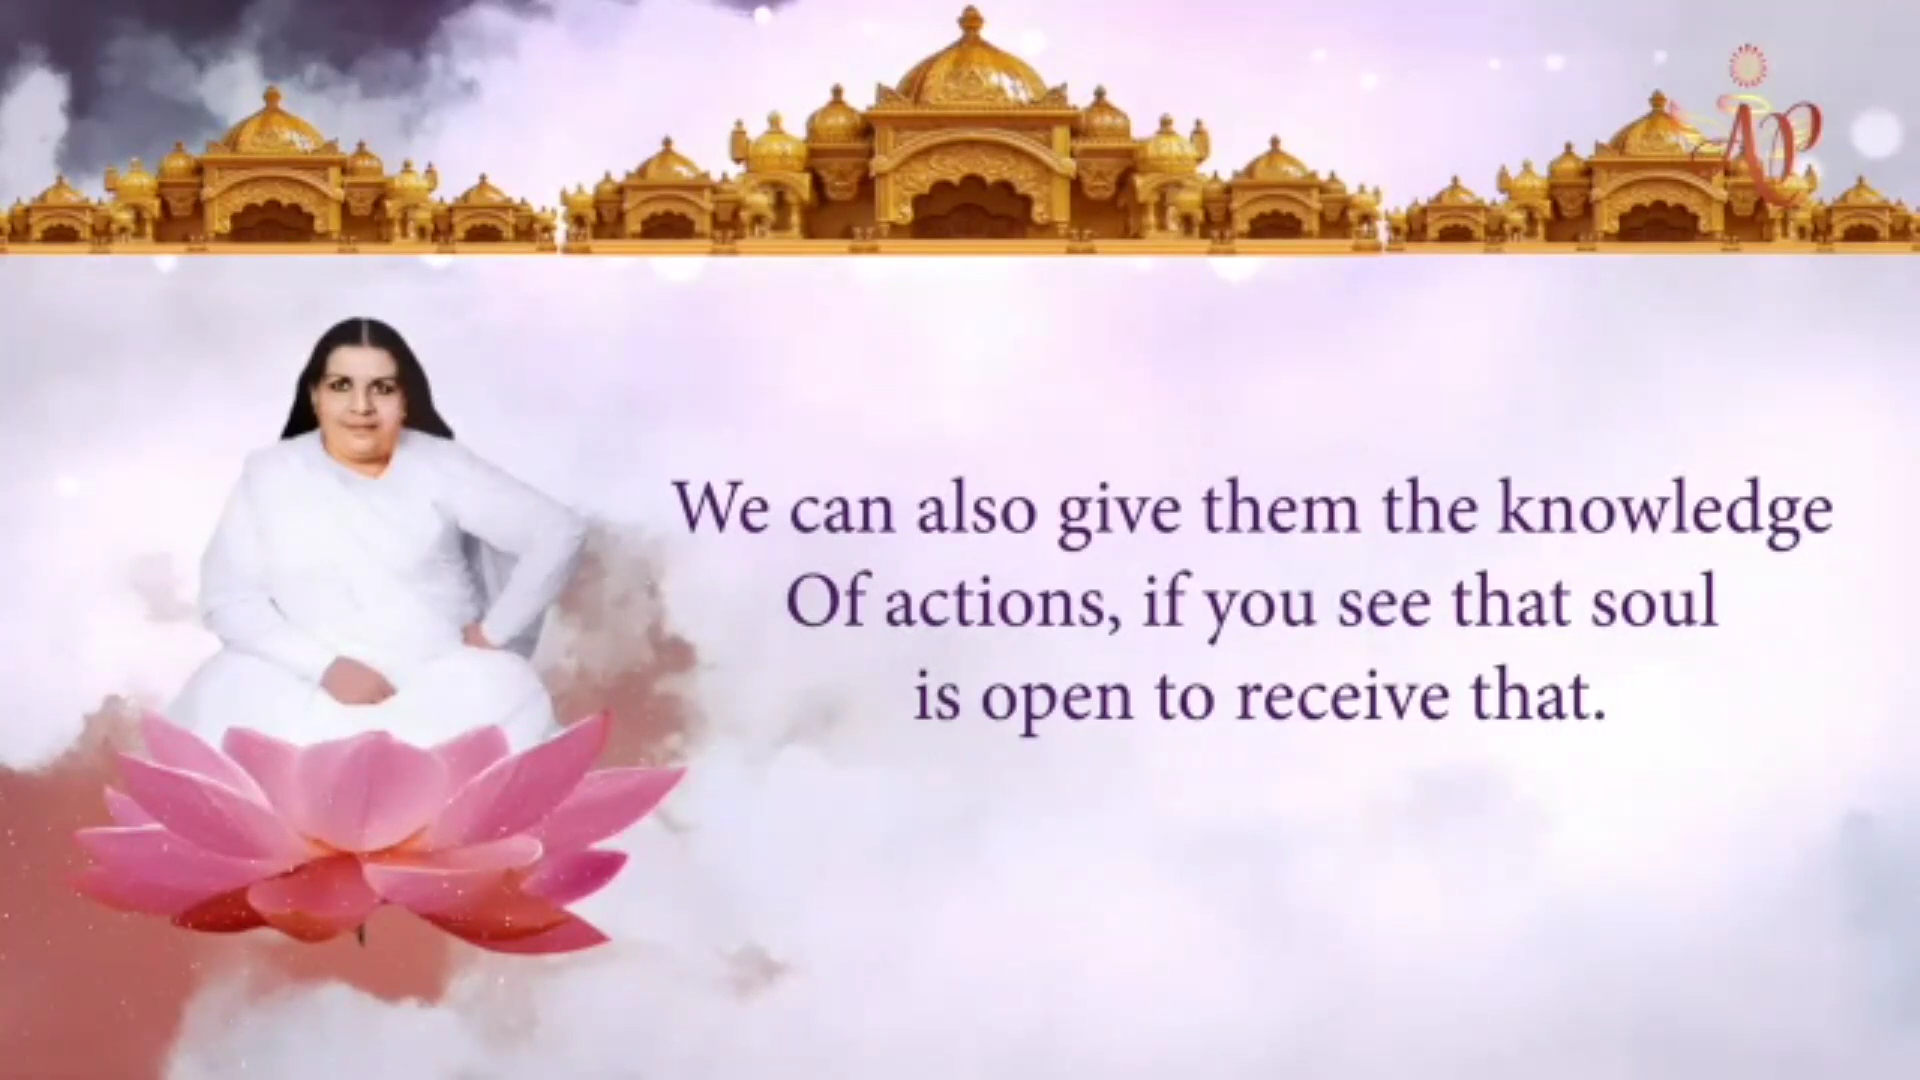 We can also give them the knowledge
Of actions, if you see that soul
is open to receive that.